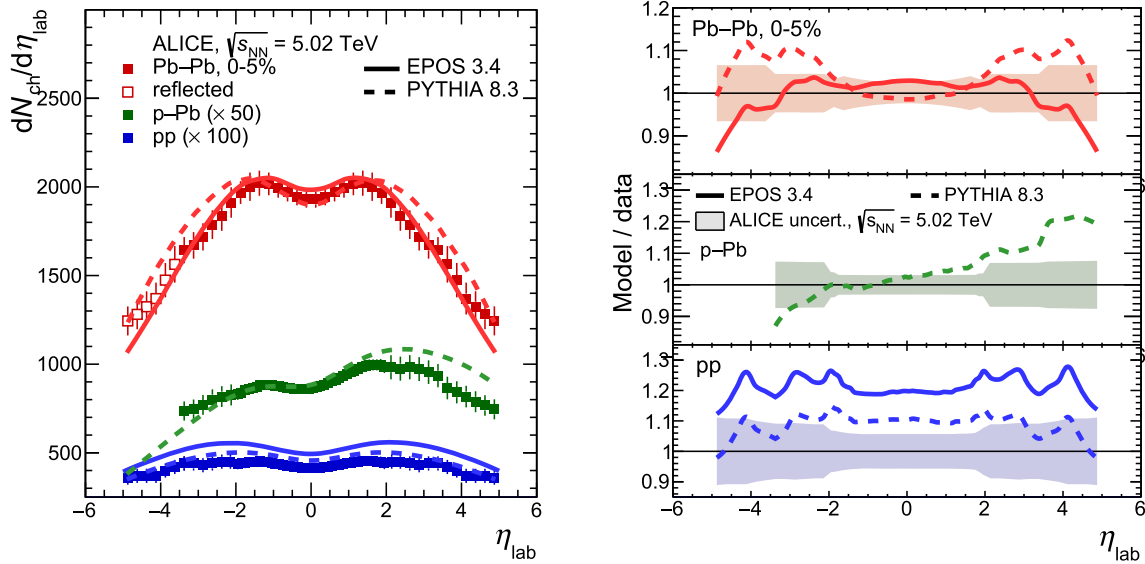 dN_ch/dη_lab
2500
2000
1500
1000
500
ALICE, √s_NN = 5.02 TeV
Pb–Pb, 0-5%
reflected
p–Pb (× 50)
pp (× 100)
EPOS 3.4
PYTHIA 8.3
−6 −4 −2 0 2 4 6
η_lab
Model / data
1.2
1.1
1
0.9
Pb–Pb, 0-5%
1.3
1.2
1.1
1
0.9
EPOS 3.4 PYTHIA 8.3
ALICE uncert., √s_NN = 5.02 TeV
p–Pb
1.3
1.2
1.1
1
0.9
pp
−6 −4 −2 0 2 4 6
η_lab